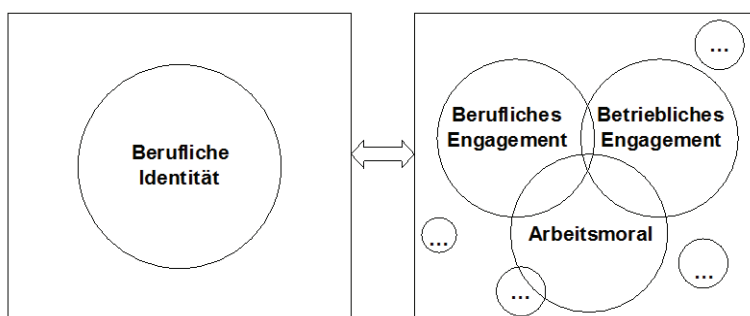 Berufliche
Identität
Berufliches
Engagement
Betriebliches
Engagement
Arbeitsmoral
...
...
...
...